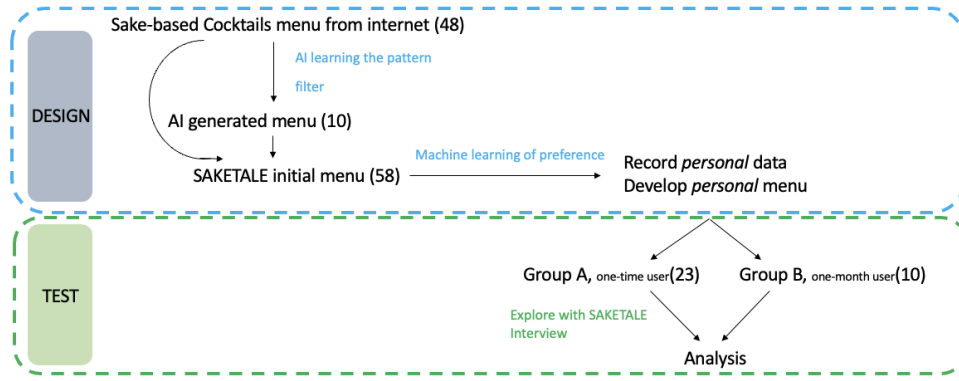 Sake-based Cocktails menu from internet (48)
AI learning the pattern
filter
DESIGN
AI generated menu (10)
Machine learning of preference
SAKETALE initial menu (58)
Record personal data
Develop personal menu
Group A, one-time user(23)
Group B, one-month user(10)
TEST
Explore with SAKETALE
Interview
Analysis